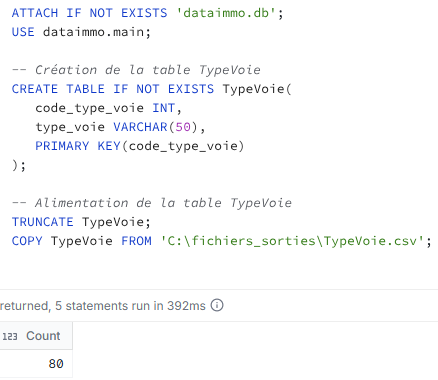 ATTACH IF NOT EXISTS 'dataimmo.db';
USE dataimmo.main;
-- Création de la table TypeVoie
CREATE TABLE IF NOT EXISTS TypeVoie(
code_type_voie INT,
type_voie VARCHAR(50),
PRIMARY KEY(code_type_voie)
);
-- Alimentation de la table TypeVoie
TRUNCATE TypeVoie;
COPY TypeVoie FROM 'C:\fichiers_sorties\TypeVoie.csv';
returned, 5 statements run in 392ms
123 Count
80